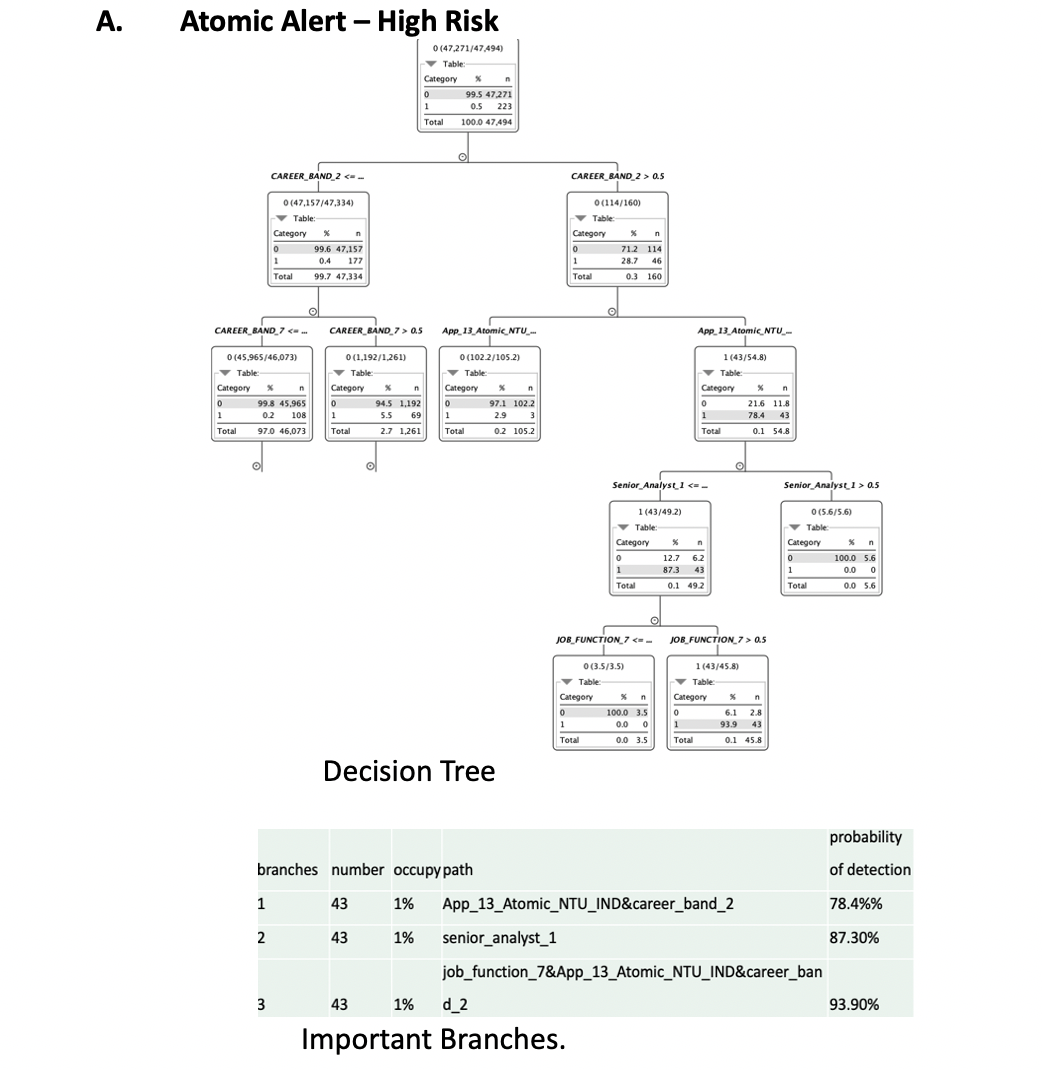 A. Atomic Alert – High Risk
0 (47,271/47,494)
Table:
Category % n
0 99.5 47,271
1 0.5 223
Total 100.0 47,494
CAREER_BAND_2 <= ...
CAREER_BAND_2 > 0.5
0 (47,157/47,334)
Table:
Category % n
0 99.6 47,157
1 0.4 177
Total 99.7 47,334
0 (114/160)
Table:
Category % n
0 71.2 114
1 28.7 46
Total 0.3 160
CAREER_BAND_7 <= ...
CAREER_BAND_7 > 0.5
App_13_Atomic_NTU_...
App_13_Atomic_NTU_...
0 (45,965/46,073)
Table:
Category % n
0 99.8 45,965
1 0.2 108
Total 97.0 46,073
0 (1,192/1,261)
Table:
Category % n
0 94.5 1,192
1 5.5 69
Total 2.7 1,261
0 (102.2/105.2)
Table:
Category % n
0 97.1 102.2
1 2.9 3
Total 0.2 105.2
1 (43/54.8)
Table:
Category % n
0 21.6 11.8
1 78.4 43
Total 0.1 54.8
Senior_Analyst_1 <= ...
Senior_Analyst_1 > 0.5
1 (43/49.2)
Table:
Category % n
0 12.7 6.2
1 87.3 43
Total 0.1 49.2
0 (5.6/5.6)
Table:
Category % n
0 100.0 5.6
1 0.0 0
Total 0.0 5.6
JOB_FUNCTION_7 <= ...
JOB_FUNCTION_7 > 0.5
0 (3.5/3.5)
Table:
Category % n
0 100.0 3.5
1 0.0 0
Total 0.0 3.5
1 (43/45.8)
Table:
Category % n
0 6.1 2.8
1 93.9 43
Total 0.1 45.8
Decision Tree
probability
branches number occupy path of detection
1 43 1% App_13_Atomic_NTU_IND&career_band_2 78.4%%
2 43 1% senior_analyst_1 87.30%
job_function_7&App_13_Atomic_NTU_IND&career_ban
3 43 1% d_2 93.90%
Important Branches.